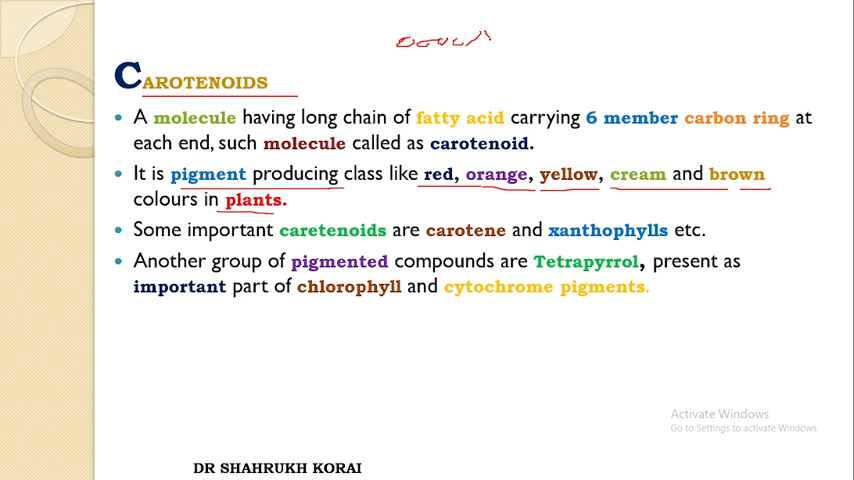 CAROTENOIDS
A molecule having long chain of fatty acid carrying 6 member carbon ring at
each end, such molecule called as carotenoid.
It is pigment producing class like red, orange, yellow, cream and brown
colours in plants.
Some important caretenoids are carotene and xanthophylls etc.
Another group of pigmented compounds are Tetrapyrrol, present as
important part of chlorophyll and cytochrome pigments.
Activate Windows
Go to Settings to activate Windows.
DR SHAHRUKH KORAI